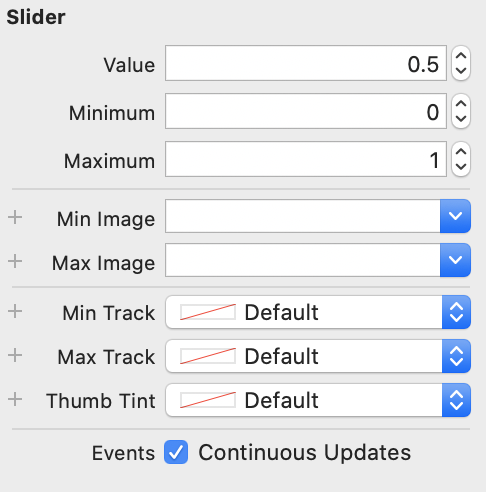 Slider
Value 0.5
Minimum 0
Maximum 1
Min Image
Max Image
Min Track Default
Max Track Default
Thumb Tint Default
Events Continuous Updates